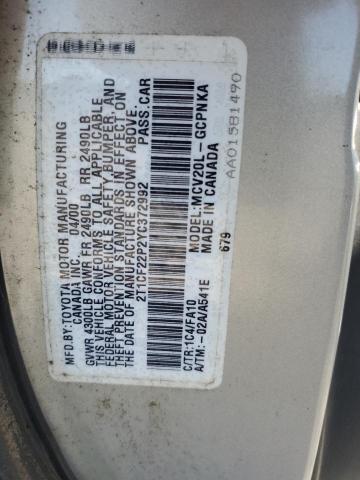 MFD.BY:TOYOTA MOTOR MANUFACTURING
CANADA INC. 04/00
GVWR 4300LB GAWR FR 2490LB RR 2490LB
THIS VEHICLE CONFORMS TO ALL APPLICABLE
FEDERAL MOTOR VEHICLE SAFETY, BUMPER, AND
THEFT PREVENTION STANDARDS IN EFFECT ON
THE DATE OF MANUFACTURE SHOWN ABOVE.
2T1CF22P2YC372992 PASS.CAR
C/TR:1C4/FA10 MODEL:MCV20L-
A/TM:-02A/A541E GCPNKA
679 MADE IN CANADA
AA01581490